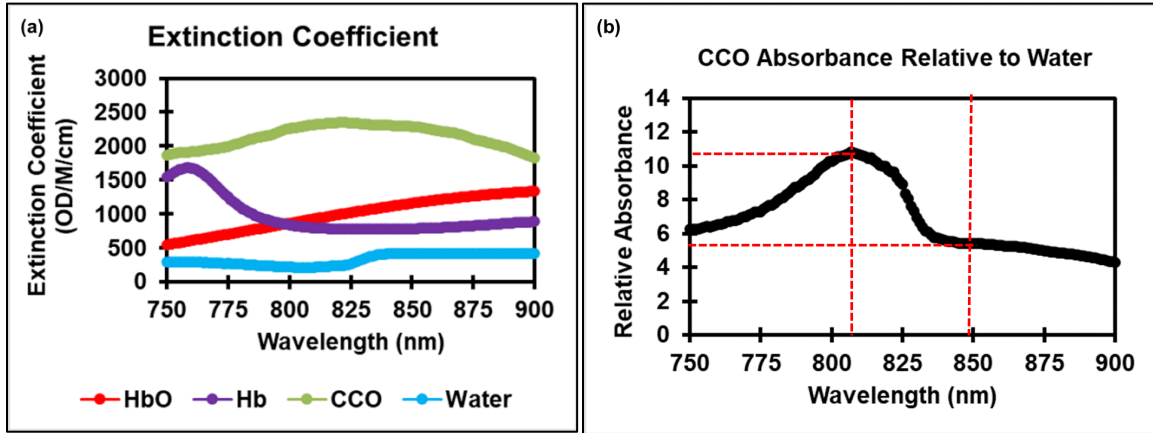 (a)
Extinction Coefficient
Extinction Coefficient
(OD/M/cm)
3000
2500
2000
1500
1000
500
0
750 775 800 825 850 875 900
Wavelength (nm)
HbO Hb CCO Water
(b)
CCO Absorbance Relative to Water
Relative Absorbance
14
12
10
8
6
4
2
0
750 775 800 825 850 875 900
Wavelength (nm)